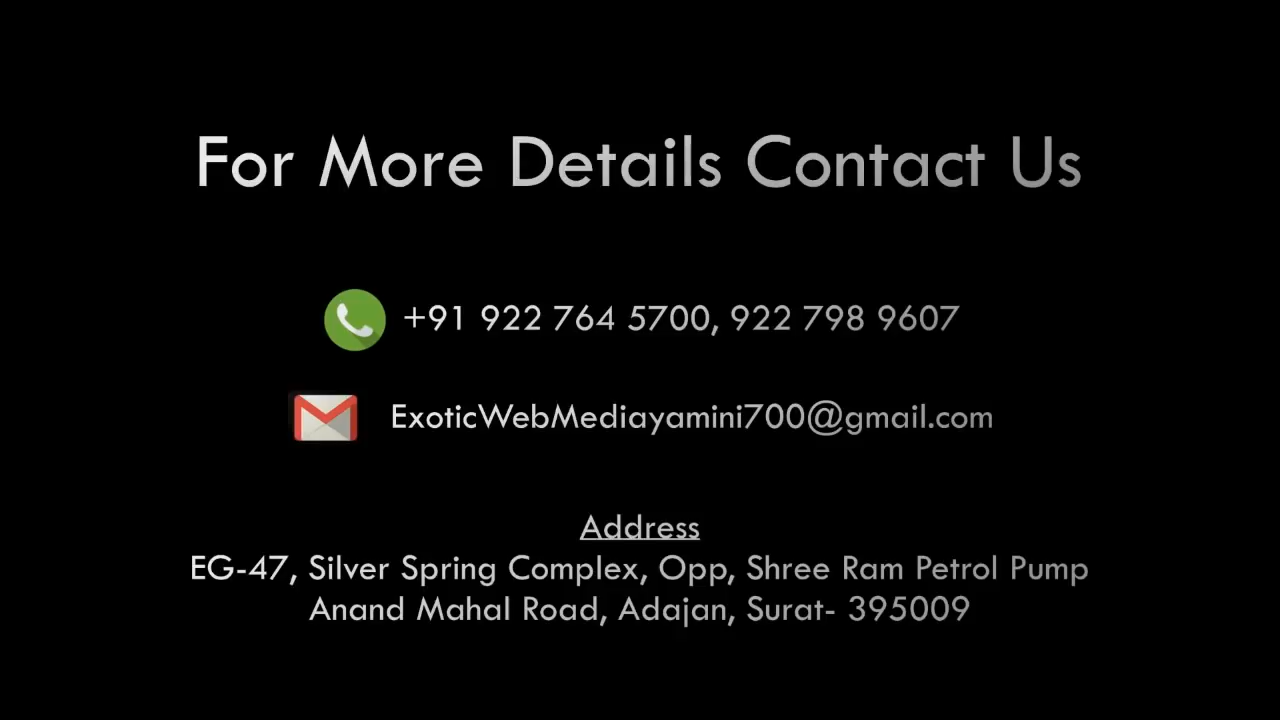 For More Details Contact Us
+91 922 764 5700, 922 798 9607
ExoticWebMediayamini700@gmail.com
Address
EG-47, Silver Spring Complex, Opp, Shree Ram Petrol Pump
Anand Mahal Road, Adajan, Surat- 395009